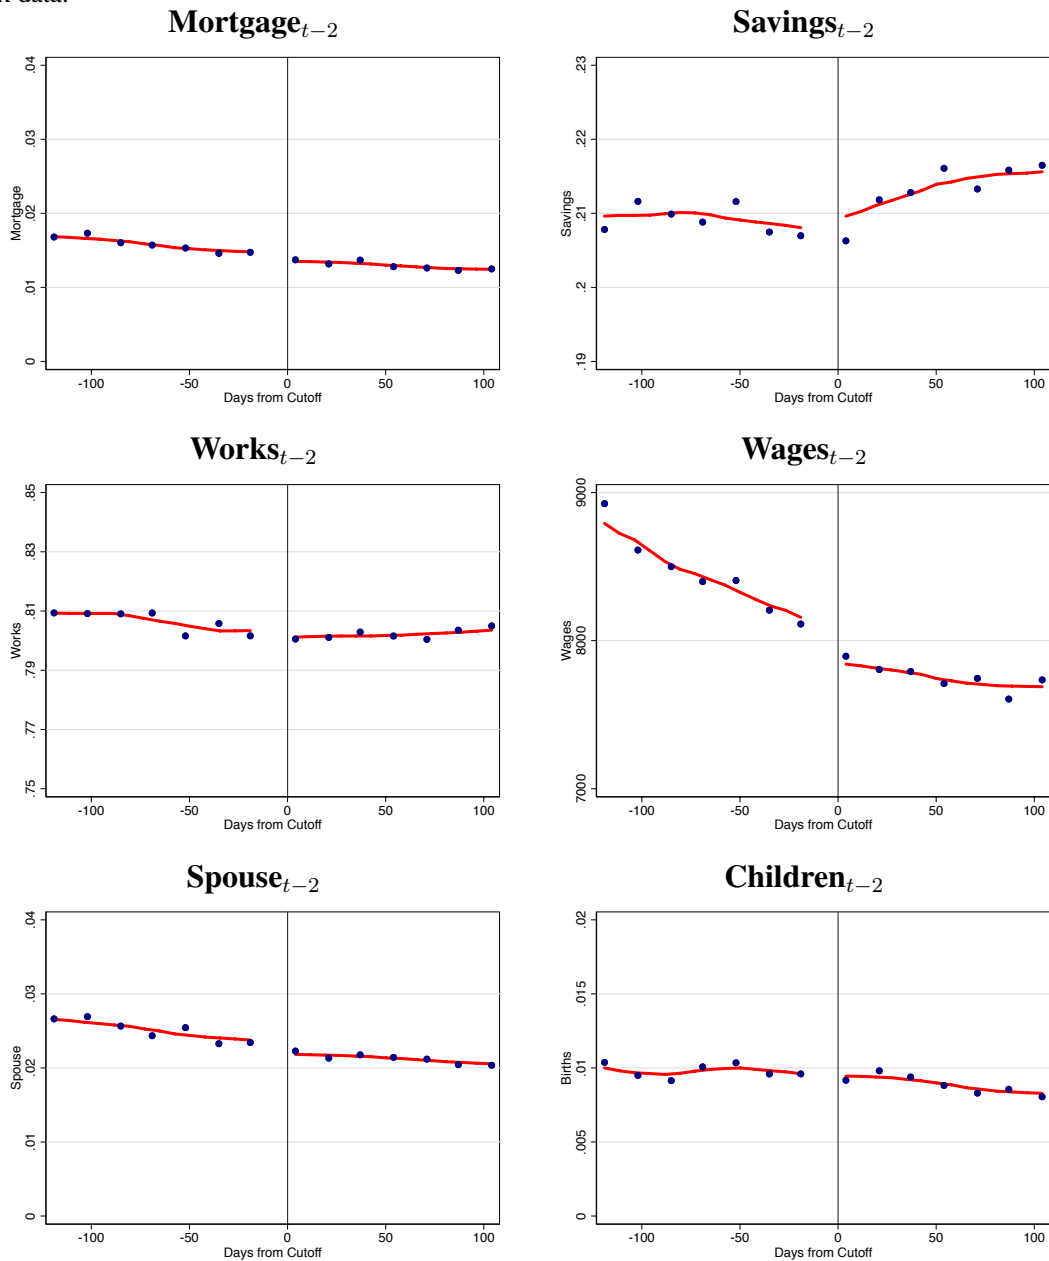 Mortgage_{t−2} Savings_{t−2}
.04 .23
.03 .22
.02 .21
.01 .2
0 .19
Mortgage Savings
-100 -50 0 50 100 -100 -50 0 50 100
Days from Cutoff Days from Cutoff
Works_{t−2} Wages_{t−2}
.85 9000
.83
.81
.79 8000
.77
.75 7000
Works Wages
-100 -50 0 50 100 -100 -50 0 50 100
Days from Cutoff Days from Cutoff
Spouse_{t−2} Children_{t−2}
.04 .02
.03 .015
.02 .01
.01 .005
0 0
Spouse Births
-100 -50 0 50 100 -100 -50 0 50 100
Days from Cutoff Days from Cutoff